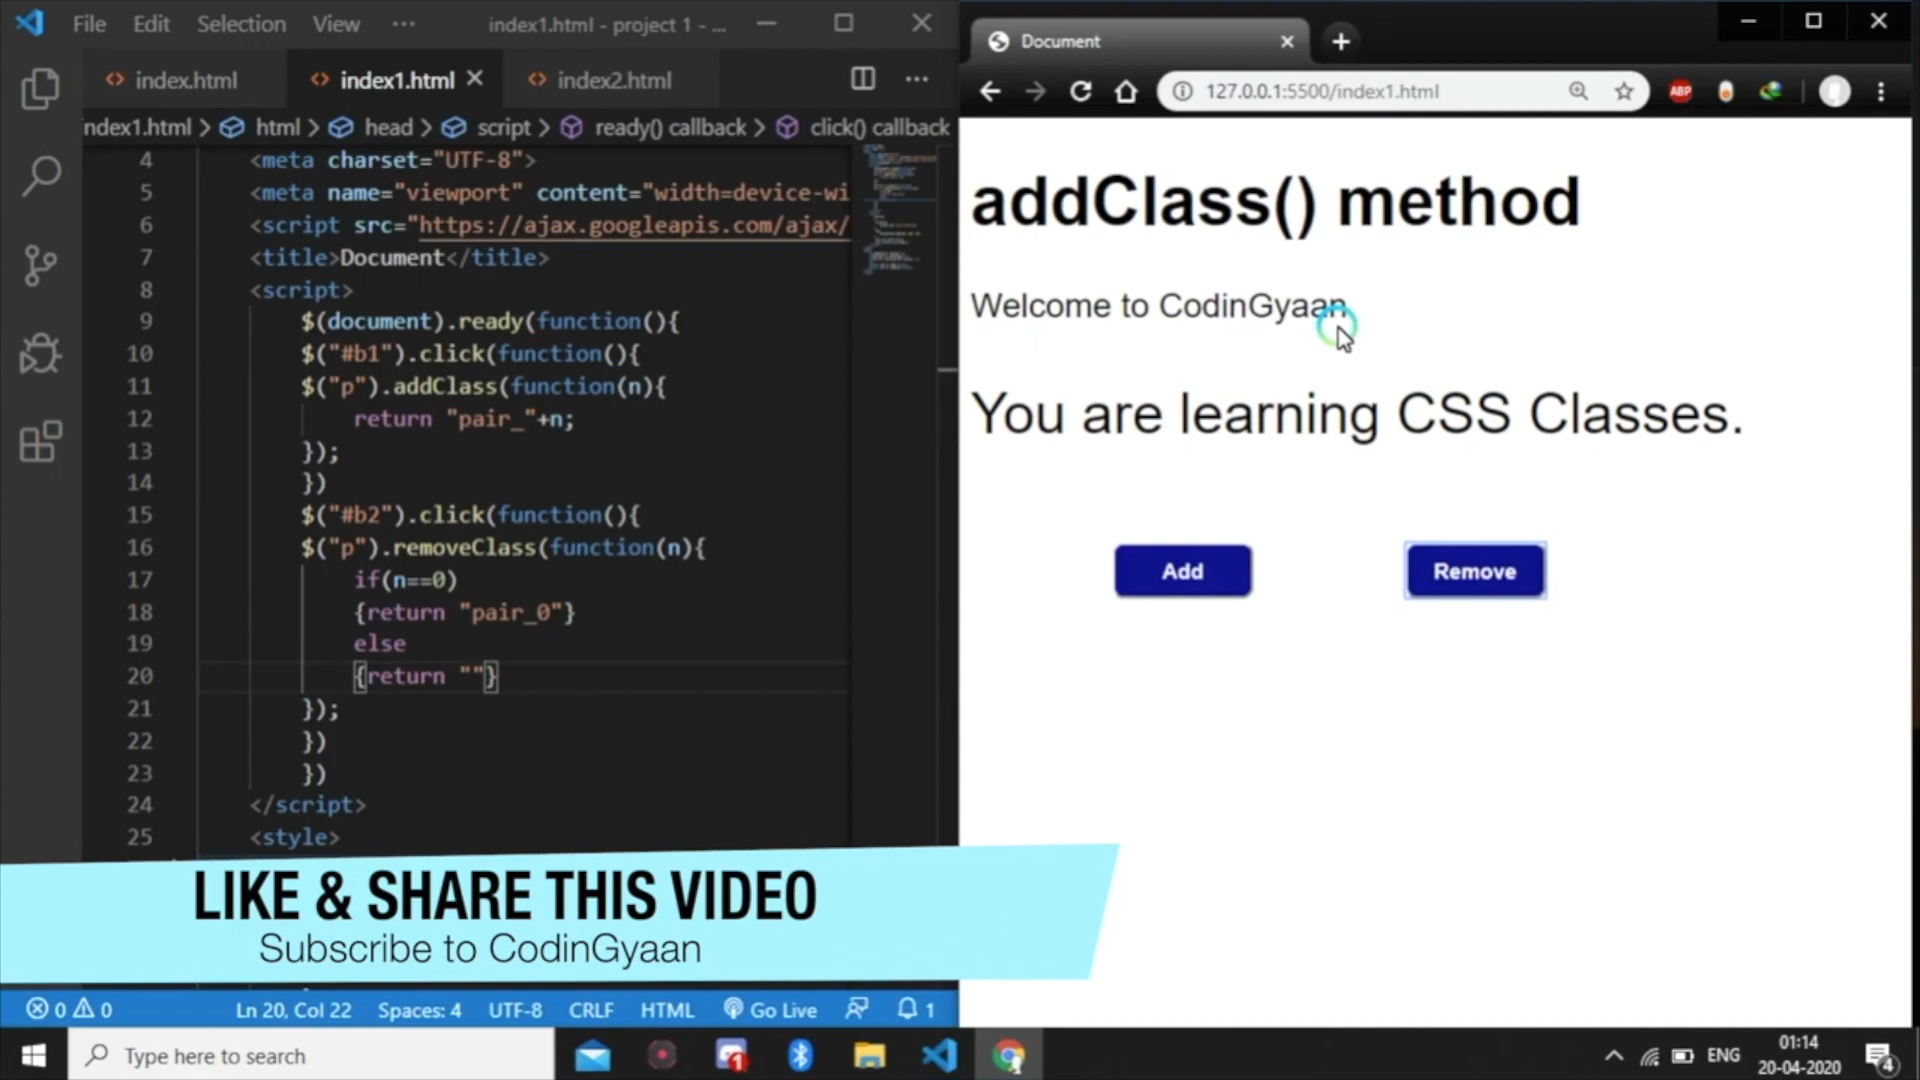 File Edit Selection View ··· index1.html - project 1 - ...
index.html index1.html index2.html
ndex1.html > html > head > script > ready() callback > click() callback
4 <meta charset="UTF-8">
5 <meta name="viewport" content="width=device-wi
6 <script src="https://ajax.googleapis.com/ajax/
7 <title>Document</title>
8 <script>
9 $(document).ready(function(){
10 $("#b1").click(function(){
11 $("p").addClass(function(n){
12 return "pair_"+n;
13 });
14 })
15 $("#b2").click(function(){
16 $("p").removeClass(function(n){
17 if(n==0)
18 {return "pair_0"}
19 else
20 {return ""}
21 });
22 })
23 })
24 </script>
25 <style>
LIKE & SHARE THIS VIDEO
Subscribe to CodinGyaan
0 0 Ln 20, Col 22 Spaces: 4 UTF-8 CRLF HTML Go Live 1
Document
127.0.0.1:5500/index1.html ABP
addClass() method
Welcome to CodinGyaan
You are learning CSS Classes.
Add Remove
Type here to search 1 ENG 01:14
20-04-2020 4